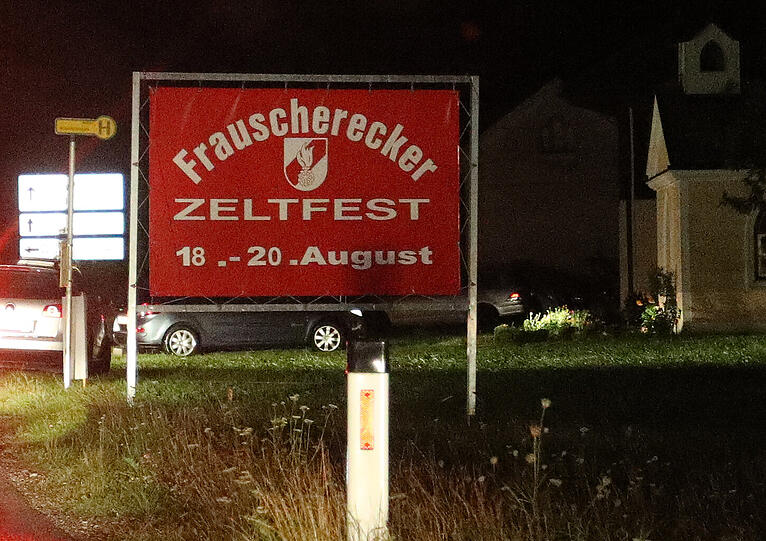 Frauscherecker
ZELTFEST
18.-20.August
H